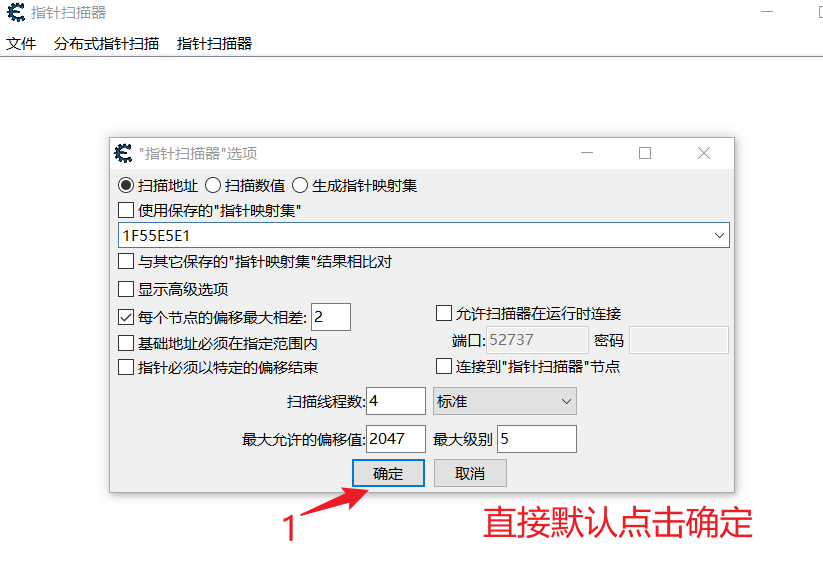 指针扫描器
文件 分布式指针扫描 指针扫描器
"指针扫描器"选项
扫描地址 扫描数值 生成指针映射集
使用保存的"指针映射集"
1F55E5E1
与其它保存的"指针映射集"结果相比对
显示高级选项
每个节点的偏移最大相差: 2
允许扫描器在运行时连接
基础地址必须在指定范围内
端口: 52737 密码
指针必须以特定的偏移结束
连接到"指针扫描器"节点
扫描线程数: 4 标准
最大允许的偏移值: 2047 最大级别 5
确定 取消
1
直接默认点击确定